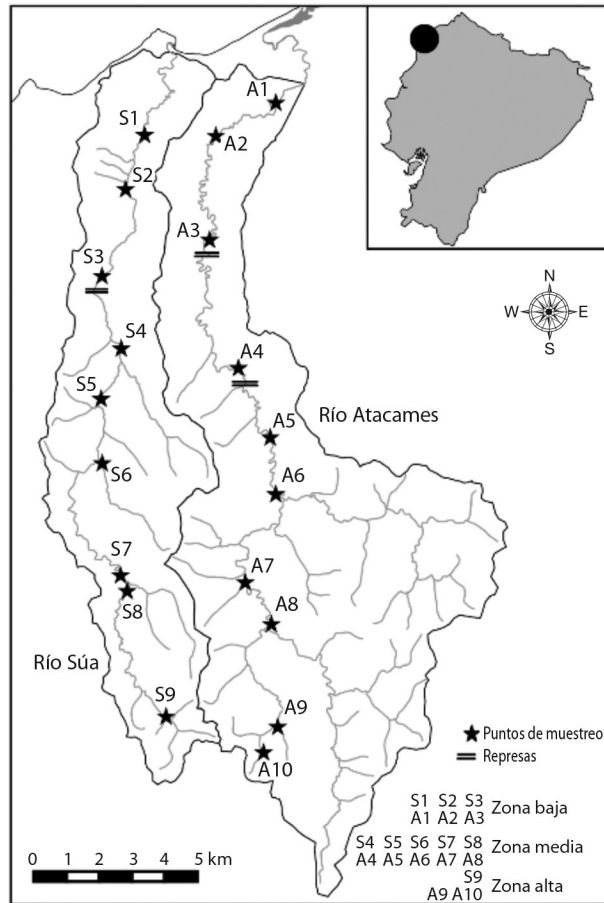 A1
S1
A2
S2
A3
S3
S4
A4
S5
Río Atacames
A5
S6
A6
S7
A7
S8
A8
Río Súa
S9
A9
A10
N
W E
S
Puntos de muestreo
Represas
S1 S2 S3 Zona baja
A1 A2 A3
S4 S5 S6 S7 S8 Zona media
A4 A5 A6 A7 A8
S9 Zona alta
A9 A10
0 1 2 3 4 5 km